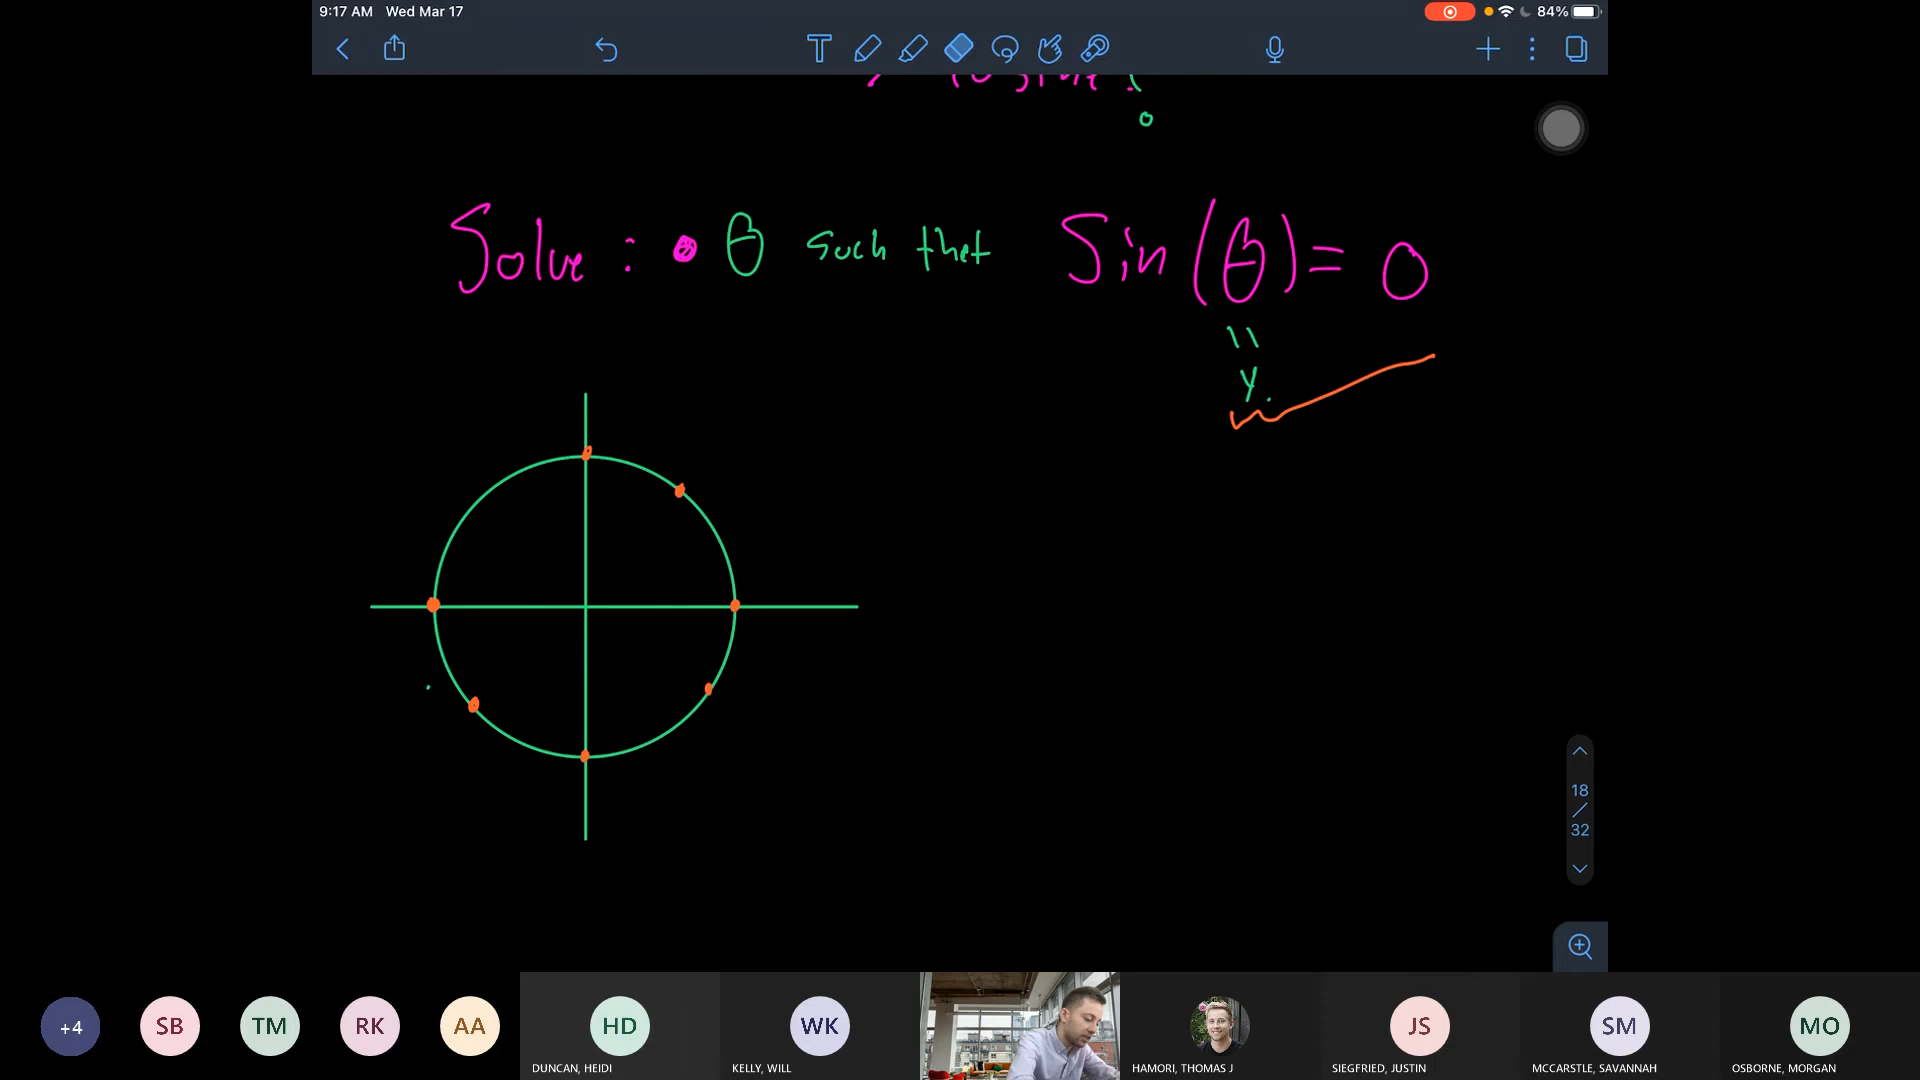 9:17 AM Wed Mar 17
84%
T
Solve : θ such that Sin(θ) = 0
y.
18
/
32
+4
SB
TM
RK
AA
HD
WK
JS
SM
MO
DUNCAN, HEIDI
KELLY, WILL
HAMORI, THOMAS J
SIEGFRIED, JUSTIN
MCCARSTLE, SAVANNAH
OSBORNE, MORGAN